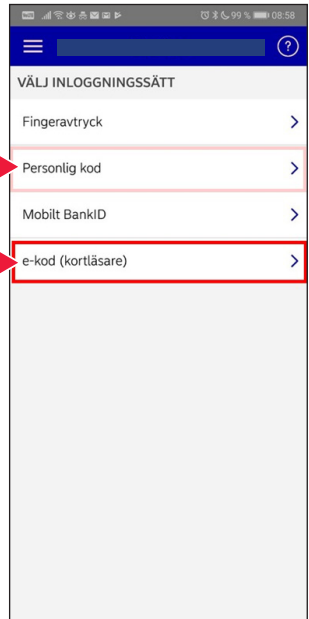 99 % 08:58
VÄLJ INLOGGNINGSSÄTT
Fingeravtryck
Personlig kod
Mobilt BankID
e-kod (kortläsare)